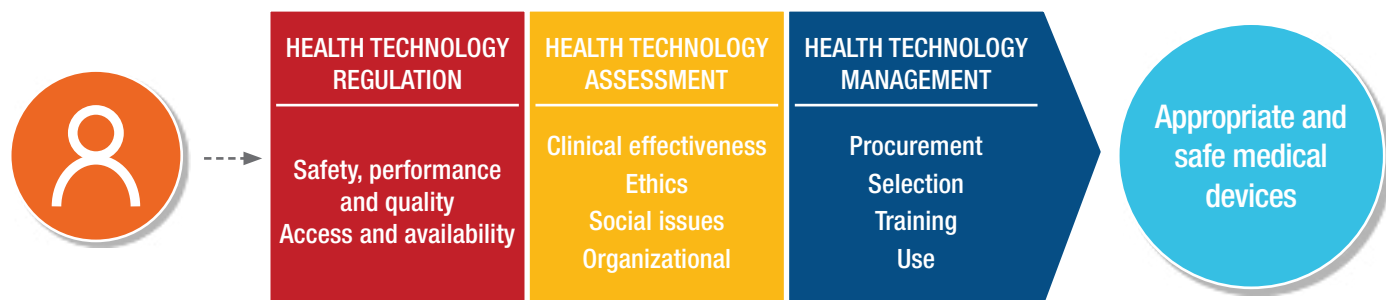 HEALTH TECHNOLOGY
REGULATION
Safety, performance
and quality
Access and availability
HEALTH TECHNOLOGY
ASSESSMENT
Clinical effectiveness
Ethics
Social issues
Organizational
HEALTH TECHNOLOGY
MANAGEMENT
Procurement
Selection
Training
Use
Appropriate and
safe medical
devices